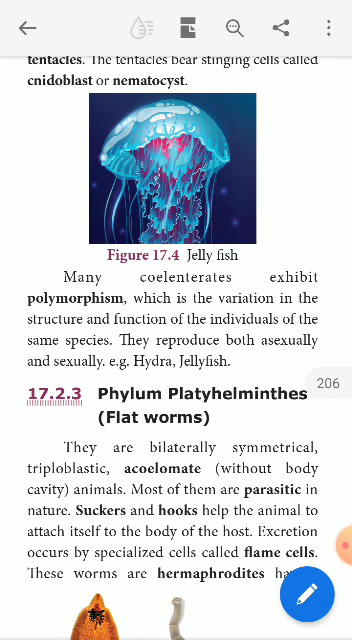 tentacles. The tentacles bear stinging cells called
cnidoblast or nematocyst.
Figure 17.4 Jelly fish
Many coelenterates exhibit
polymorphism, which is the variation in the
structure and function of the individuals of the
same species. They reproduce both asexually
and sexually. e.g. Hydra, Jellyfish.
206
17.2.3 Phylum Platyhelminthes
(Flat worms)
They are bilaterally symmetrical,
triploblastic, acoelomate (without body
cavity) animals. Most of them are parasitic in
nature. Suckers and hooks help the animal to
attach itself to the body of the host. Excretion
occurs by specialized cells called flame cells.
These worms are hermaphrodites